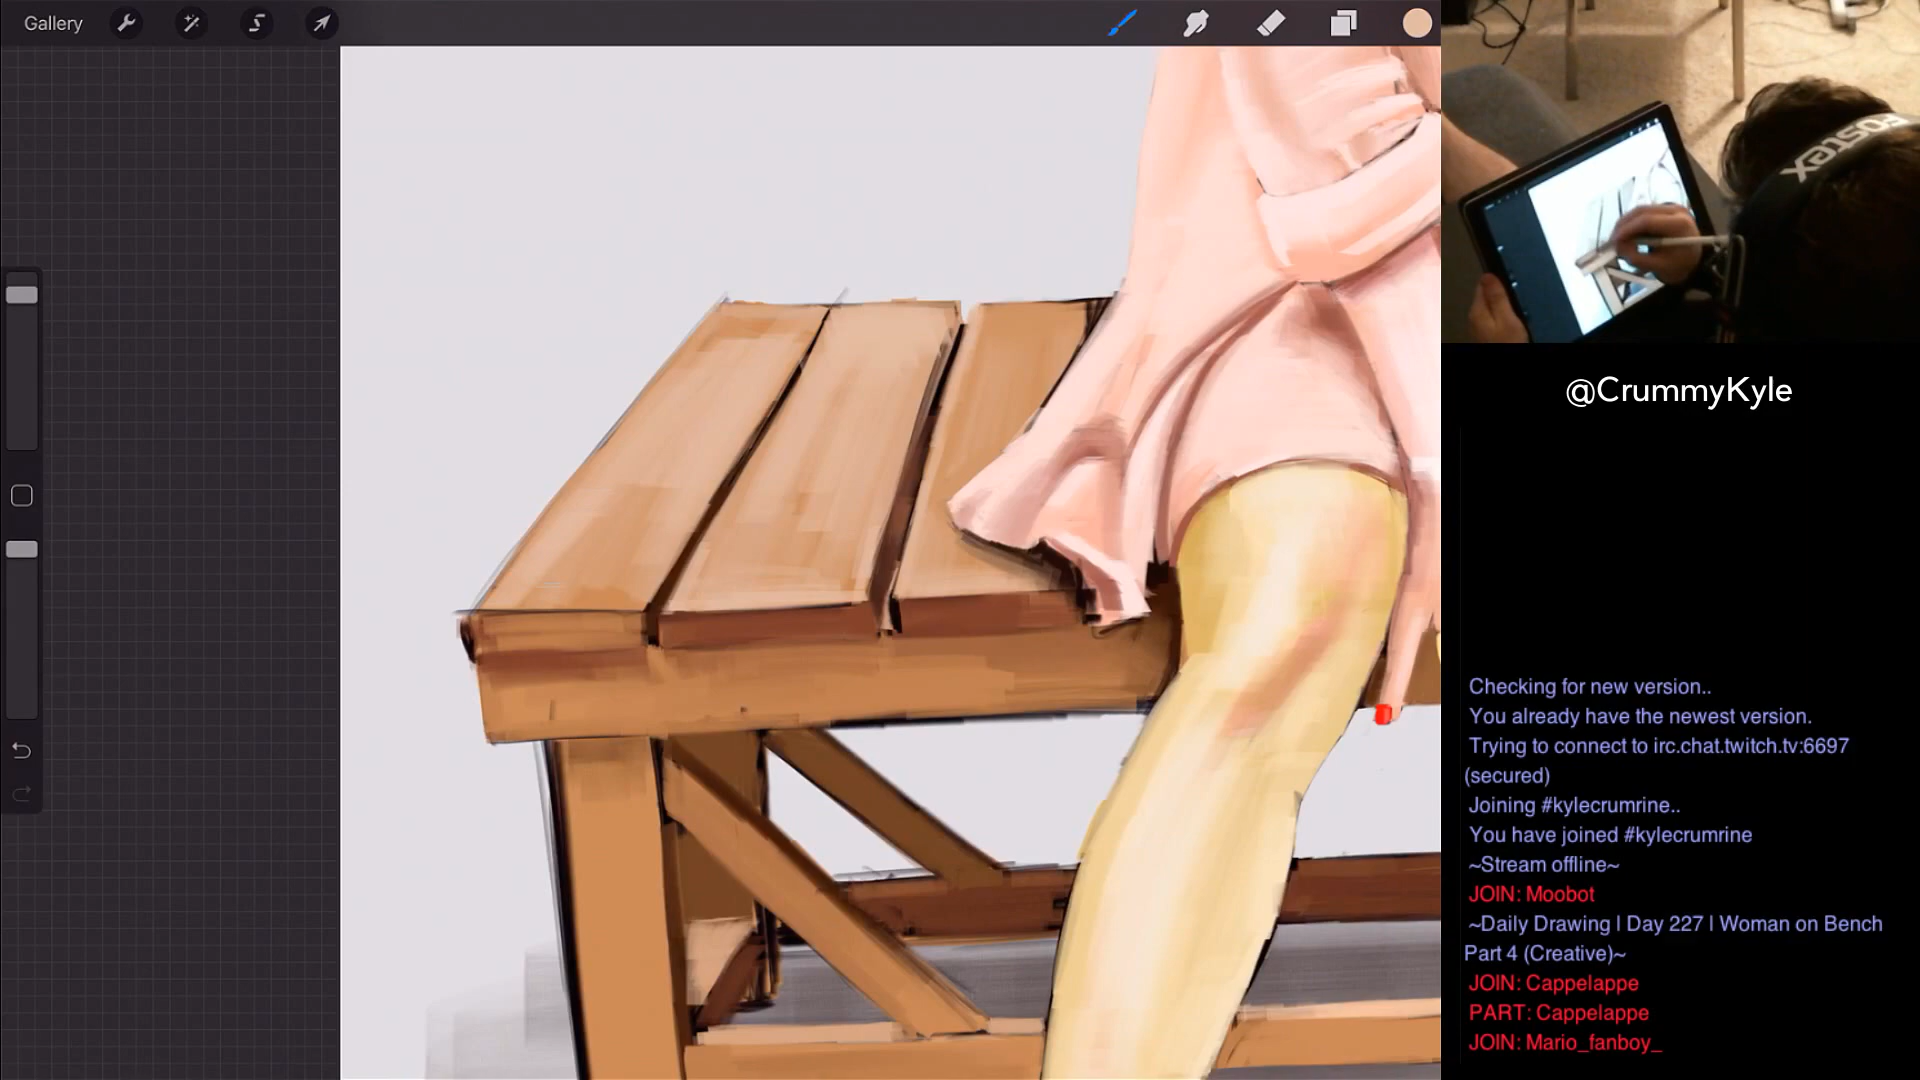 Gallery
FOSTEX
@CrummyKyle
Checking for new version..
You already have the newest version.
Trying to connect to irc.chat.twitch.tv:6697
(secured)
Joining #kylecrumrine..
You have joined #kylecrumrine
~Stream offline~
JOIN: Moobot
~Daily Drawing | Day 227 | Woman on Bench
Part 4 (Creative)~
JOIN: Cappelappe
PART: Cappelappe
JOIN: Mario_fanboy_